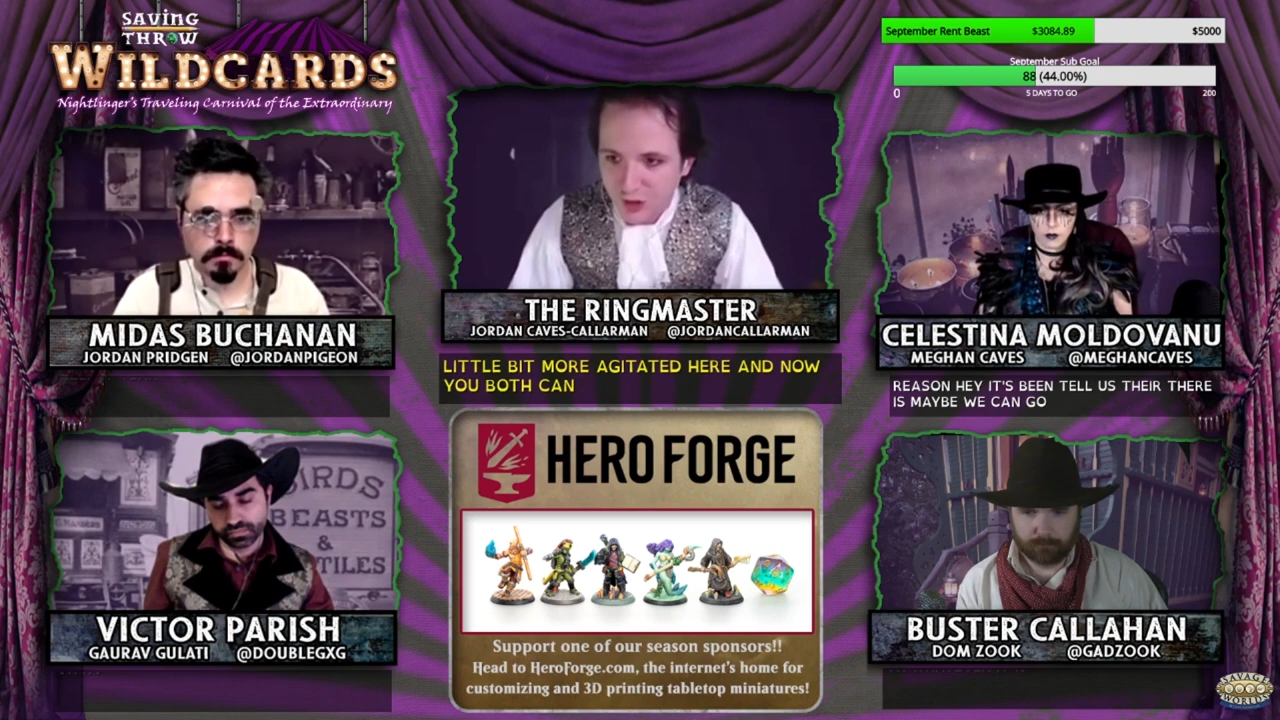 SAVING
THROW
WILDCARDS
Nightlinger's Traveling Carnival of the Extraordinary
September Rent Beast $3084.89 $5000
September Sub Goal
88 (44.00%)
0 5 DAYS TO GO 200
MIDAS BUCHANAN
JORDAN PRIDGEN @JORDANPIGEON
THE RINGMASTER
JORDAN CAVES-CALLARMAN @JORDANCALLARMAN
LITTLE BIT MORE AGITATED HERE AND NOW
YOU BOTH CAN
CELESTINA MOLDOVANU
MEGHAN CAVES @MEGHANCAVES
REASON HEY IT'S BEEN TELL US THEIR THERE
IS MAYBE WE CAN GO
BIRDS
BEASTS
&
VICTOR PARISH
GAURAV GULATI @DOUBLEGXG
HERO FORGE
Support one of our season sponsors!!
Head to HeroForge.com, the internet's home for
customizing and 3D printing tabletop miniatures!
BUSTER CALLAHAN
DOM ZOOK @GADZOOK
SAVAGE
WORLDS